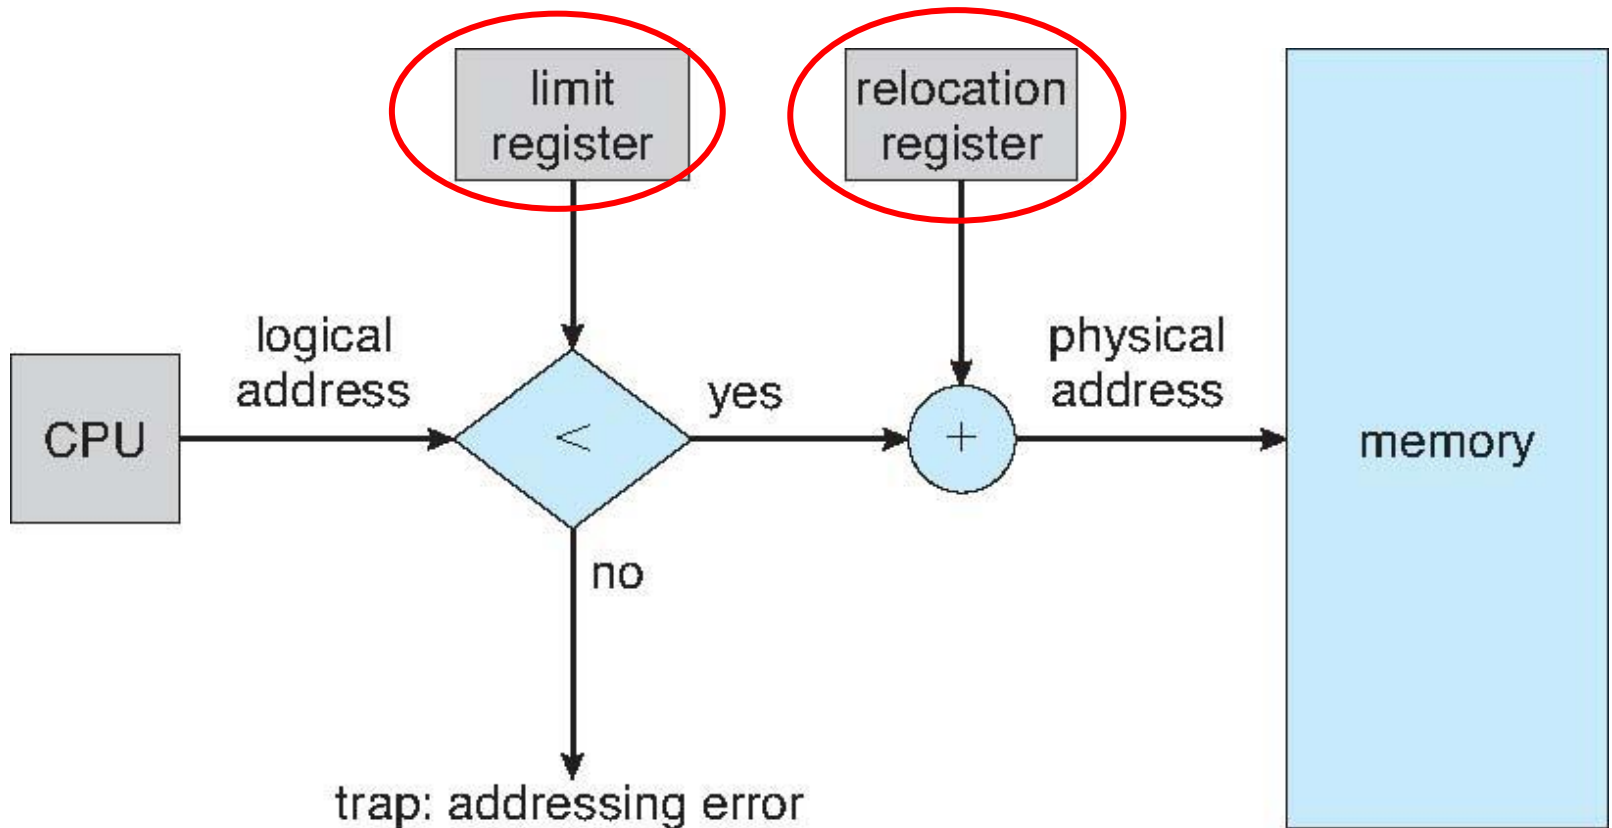 limit
register
relocation
register
logical
address
physical
address
yes
CPU
<
+
memory
no
trap: addressing error